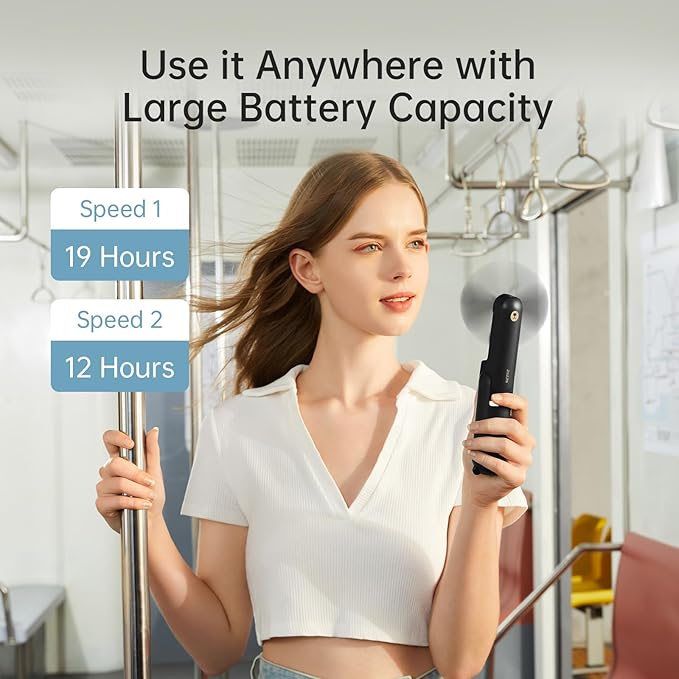 Use it Anywhere with
Large Battery Capacity
Speed 1
19 Hours
Speed 2
12 Hours